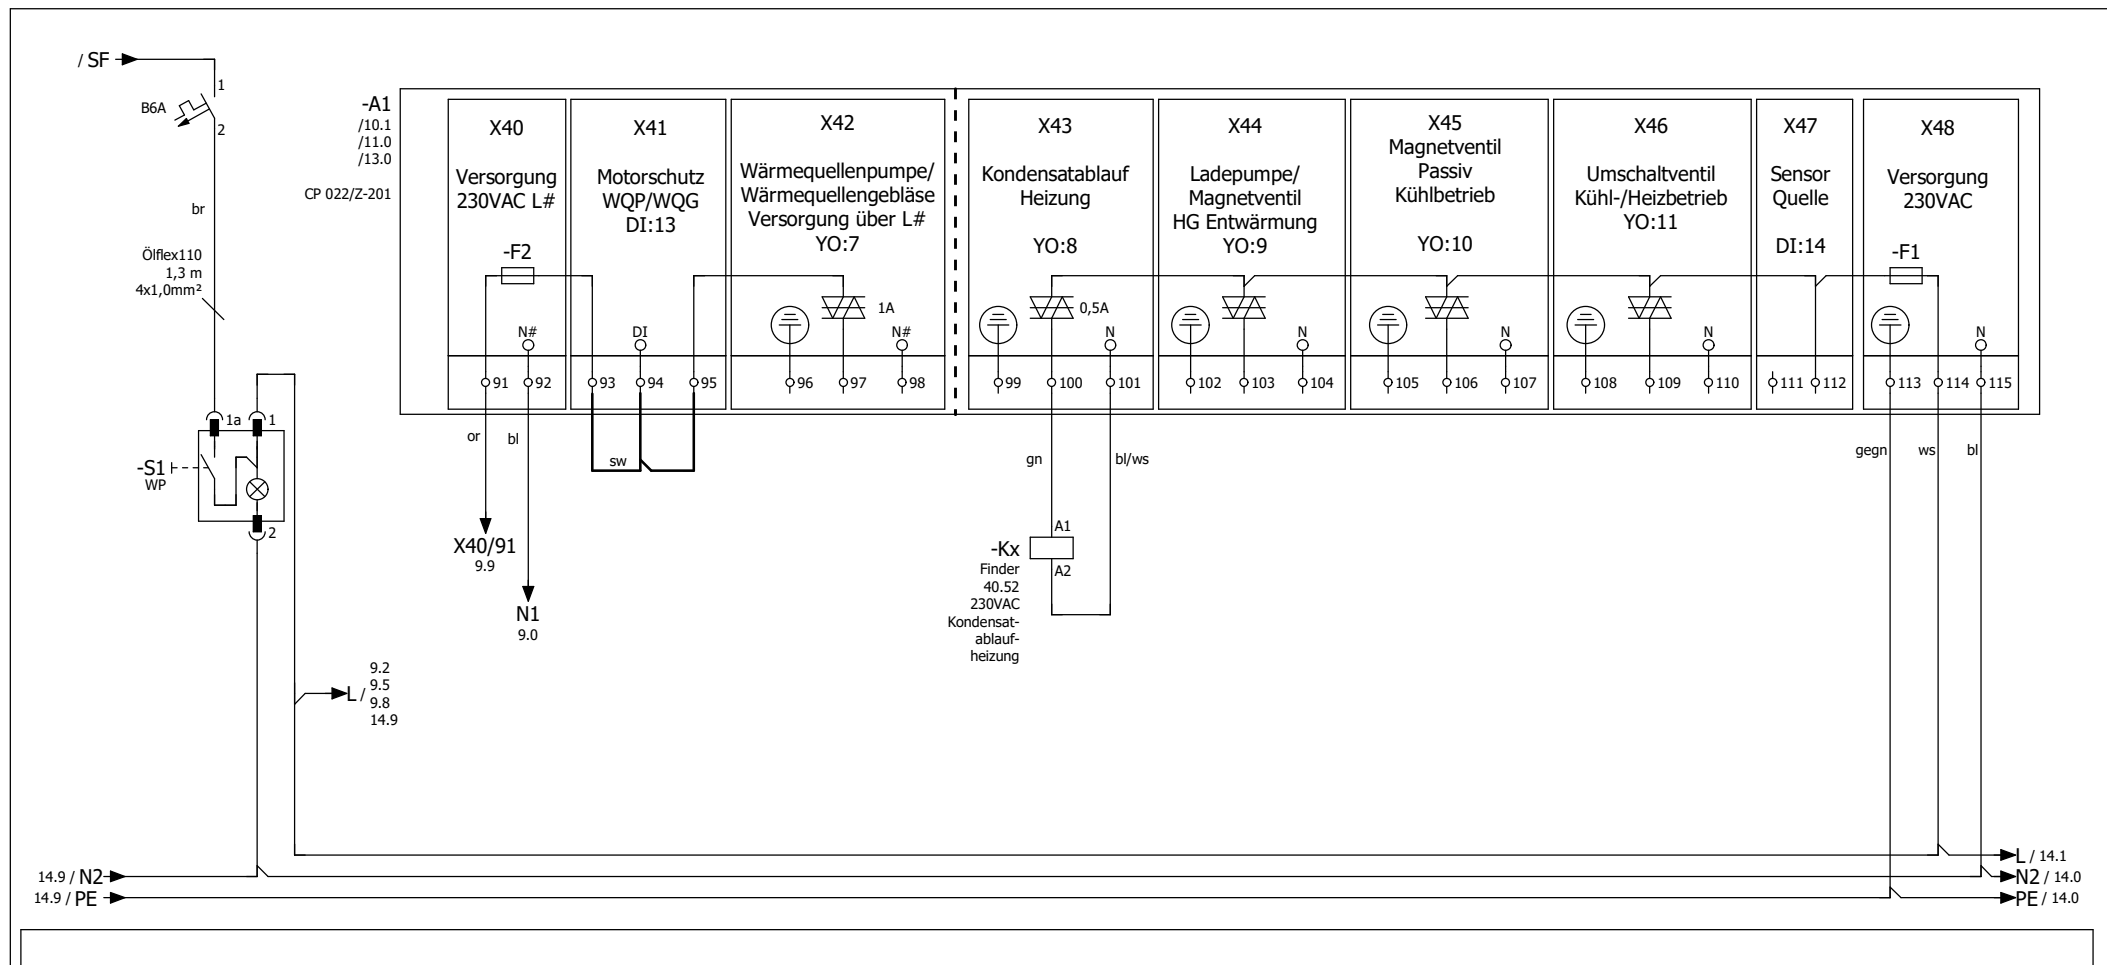 / SF
1
B6A
2
br
Ölflex110
1,3 m
4x1,0mm²
1a
1
-S1
WP
2
-A1
/10.1
/11.0
/13.0
CP 022/Z-201
X40
Versorgung
230VAC L#
-F2
N#
91
92
or
bl
X40/91
9.9
N1
9.0
X41
Motorschutz
WQP/WQG
DI:13
DI
93
94
95
sw
X42
Wärmequellenpumpe/
Wärmequellengebläse
Versorgung über L#
YO:7
1A
N#
96
97
98
X43
Kondensatablauf
Heizung
YO:8
0,5A
N
99
100
101
gn
bl/ws
A1
-Kx
A2
Finder
40.52
230VAC
Kondensat-
ablauf-
heizung
X44
Ladepumpe/
Magnetventil
HG Entwärmung
YO:9
N
102
103
104
X45
Magnetventil
Passiv
Kühlbetrieb
YO:10
N
105
106
107
X46
Umschaltventil
Kühl-/Heizbetrieb
YO:11
N
108
109
110
X47
Sensor
Quelle
DI:14
111
112
X48
Versorgung
230VAC
-F1
N
113
114
115
gegn
ws
bl
L /
9.2
9.5
9.8
14.9
14.9 / N2
14.9 / PE
L / 14.1
N2 / 14.0
PE / 14.0